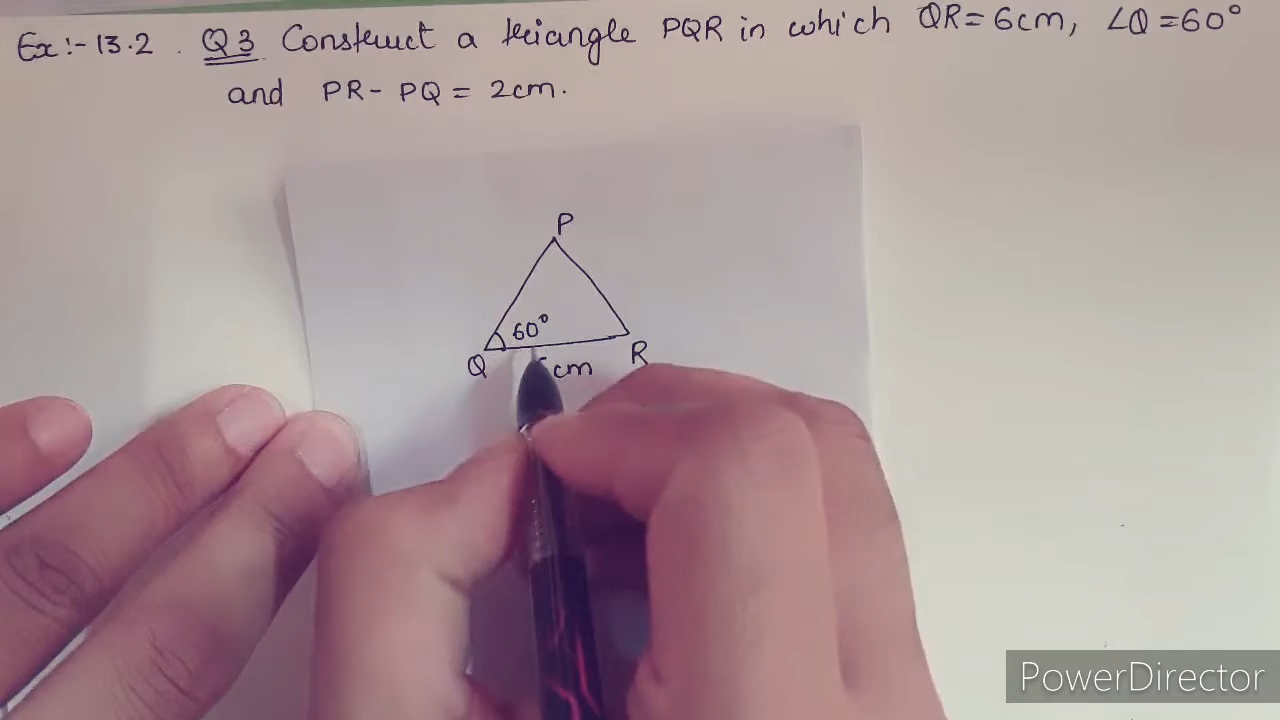 Ex:- 13.2 . Q3 Construct a triangle PQR in which QR = 6cm, ∠Q = 60°
and PR - PQ = 2cm.
P
60°
Q
R
cm
PowerDirector